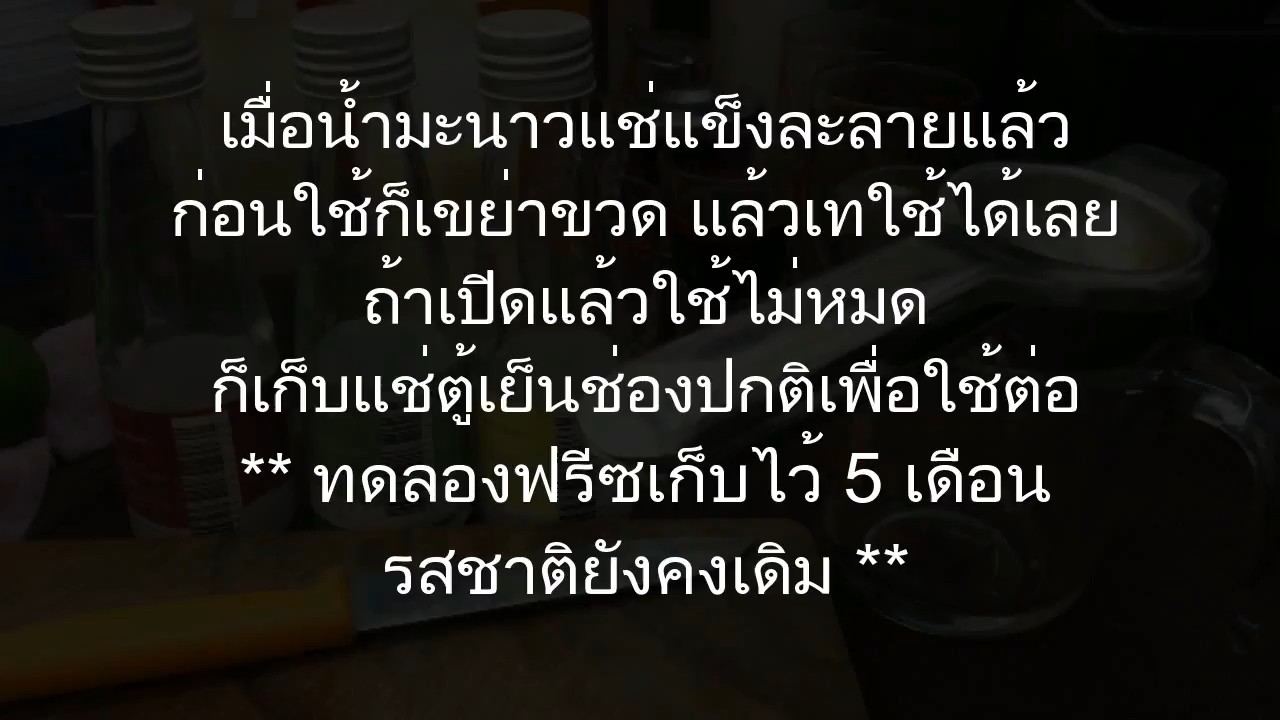 เมื่อน้ำมะนาวแช่แข็งละลายแล้ว
ก่อนใช้ก็เขย่าขวด แล้วเทใช้ได้เลย
ถ้าเปิดแล้วใช้ไม่หมด
ก็เก็บแช่ตู้เย็นช่องปกติเพื่อใช้ต่อ
** ทดลองฟรีซเก็บไว้ 5 เดือน
รสชาติยังคงเดิม **